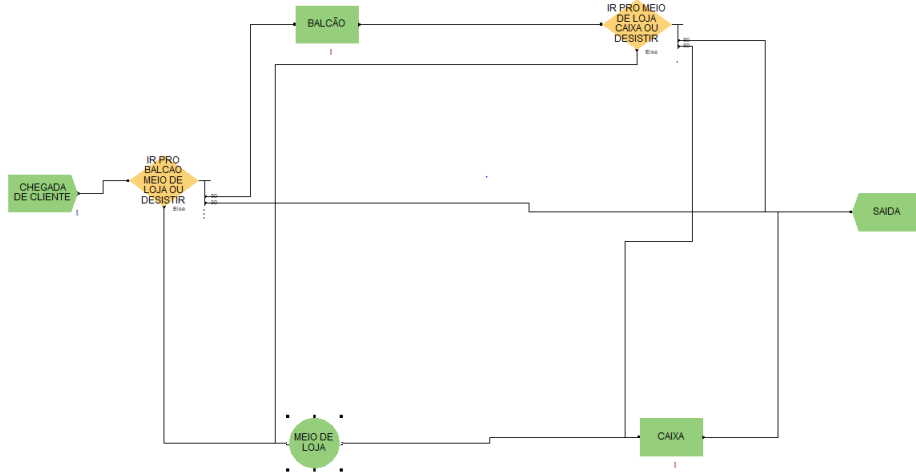 BALCÃO
IR PRO MEIO
DE LOJA
CAIXA OU
DESISTIR
Else
IR PRO
BALCAO
MEIO DE
LOJA OU
DESISTIR
Else
CHEGADA
DE CLIENTE
SAIDA
MEIO DE
LOJA
CAIXA